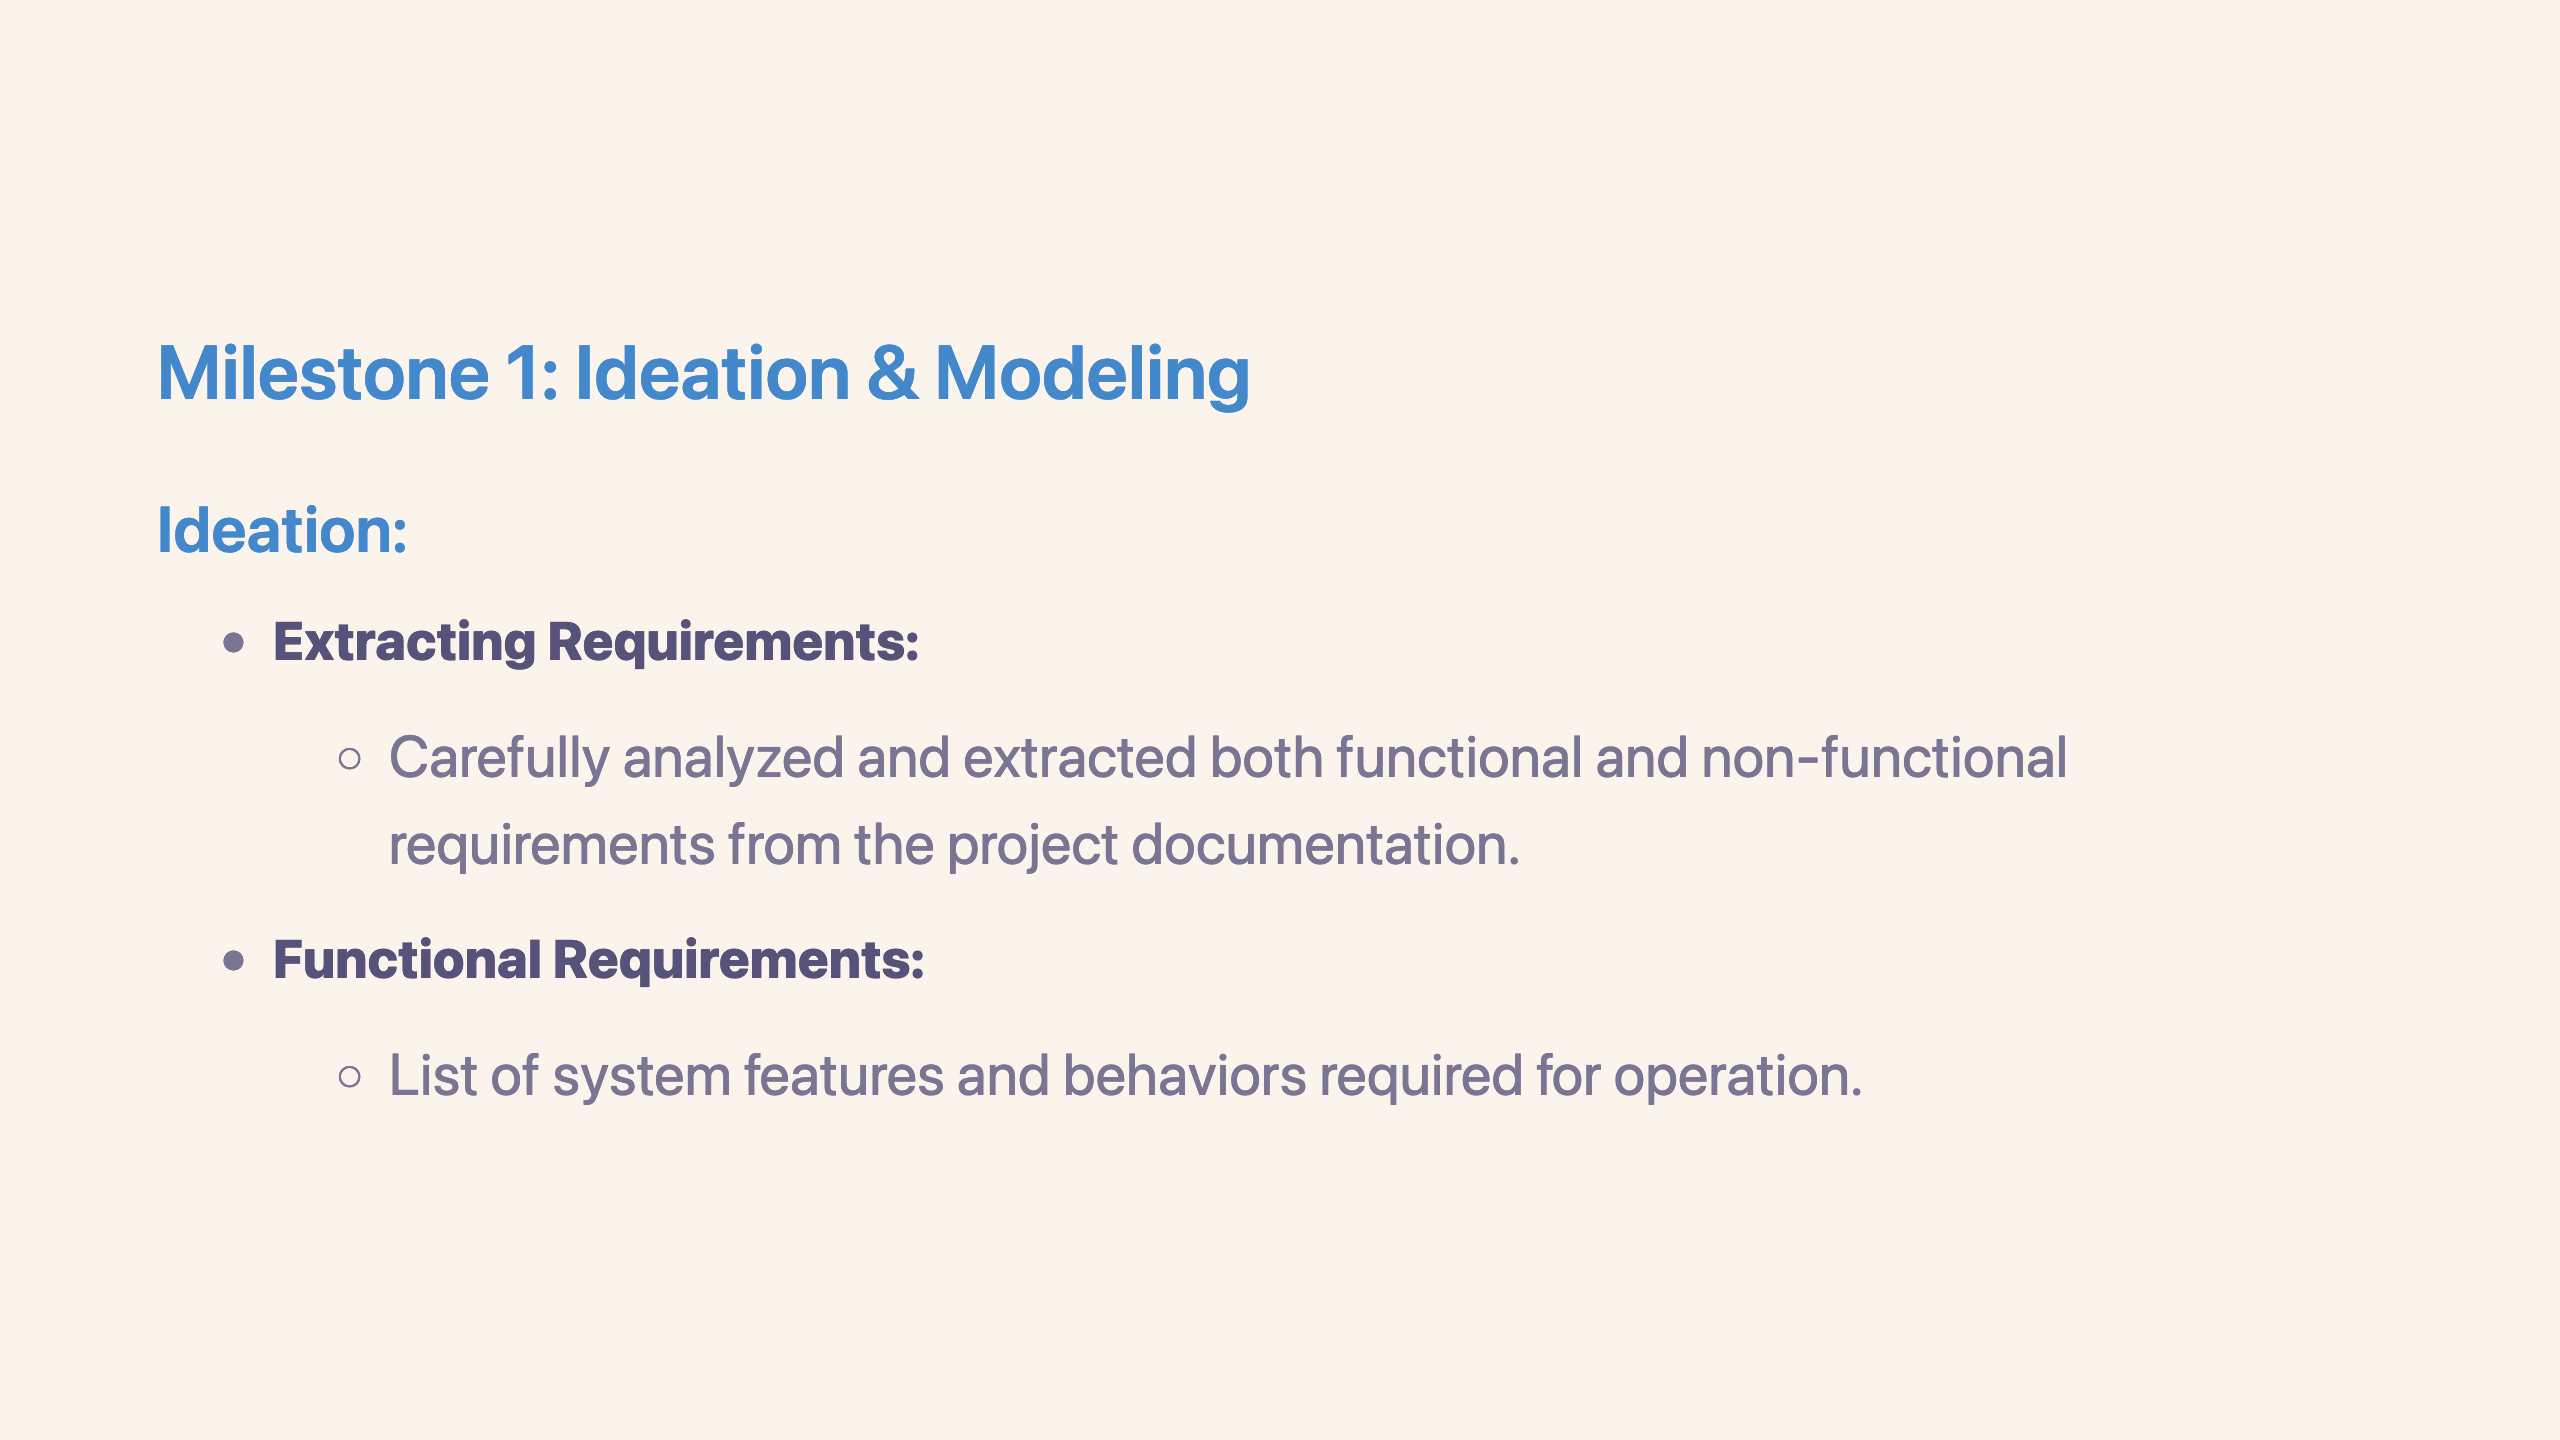 Milestone 1: Ideation & Modeling
Ideation:
Extracting Requirements:
Carefully analyzed and extracted both functional and non-functional
requirements from the project documentation.
Functional Requirements:
List of system features and behaviors required for operation.